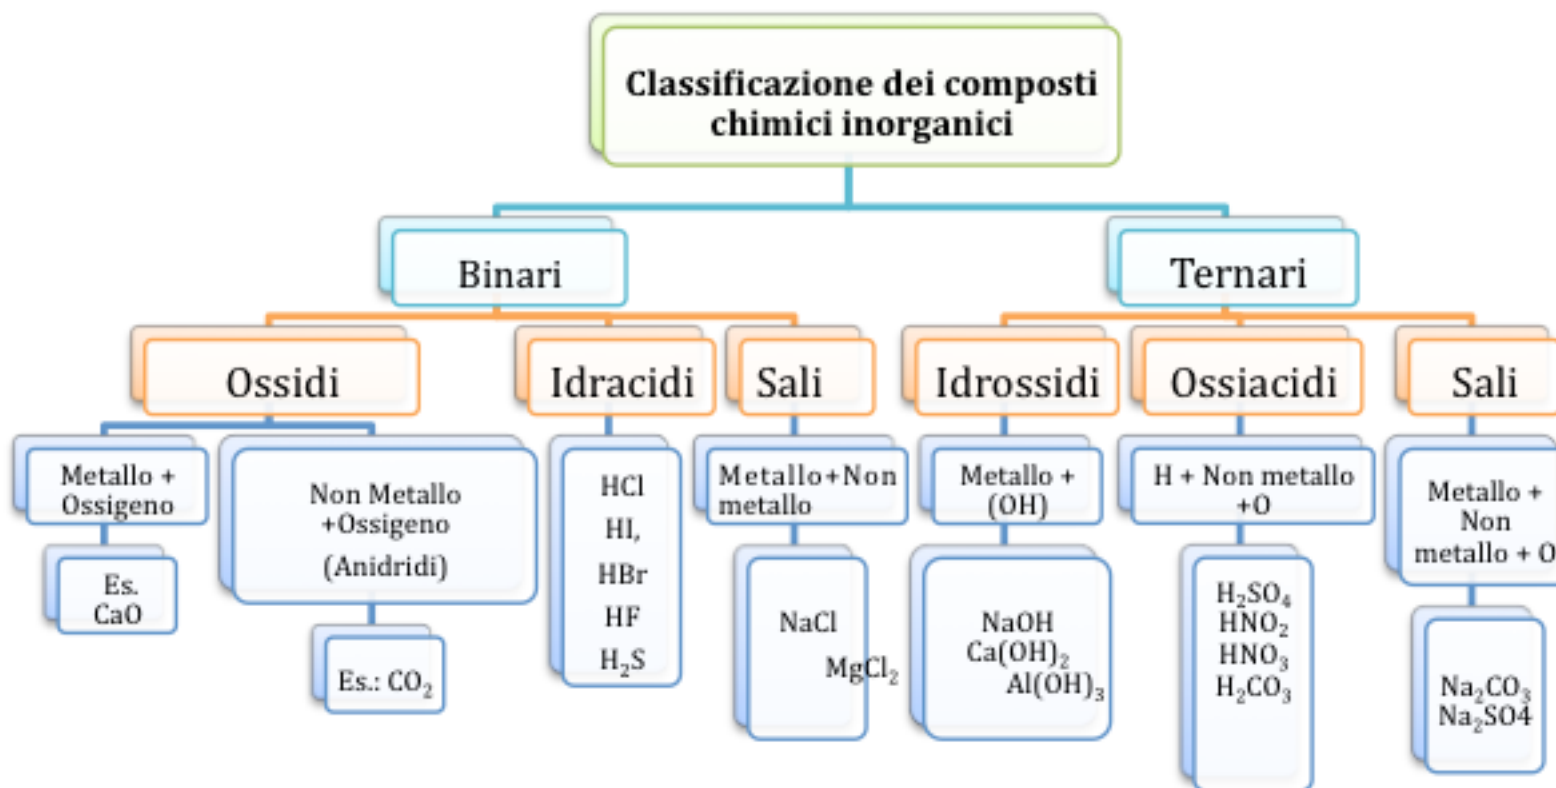 Classificazione dei composti
chimici inorganici
Binari
Ternari
Ossidi
Idracidi
Sali
Idrossidi
Ossiacidi
Sali
Metallo +
Ossigeno
Es.
CaO
Non Metallo
+Ossigeno
(Anidridi)
Es.: CO₂
HCl
HI,
HBr
HF
H₂S
Metallo+Non
metallo
NaCl
MgCl₂
Metallo +
(OH)
NaOH
Ca(OH)₂
Al(OH)₃
H + Non metallo
+O
H₂SO₄
HNO₂
HNO₃
H₂CO₃
Metallo +
Non
metallo + O
Na₂CO₃
Na₂SO4